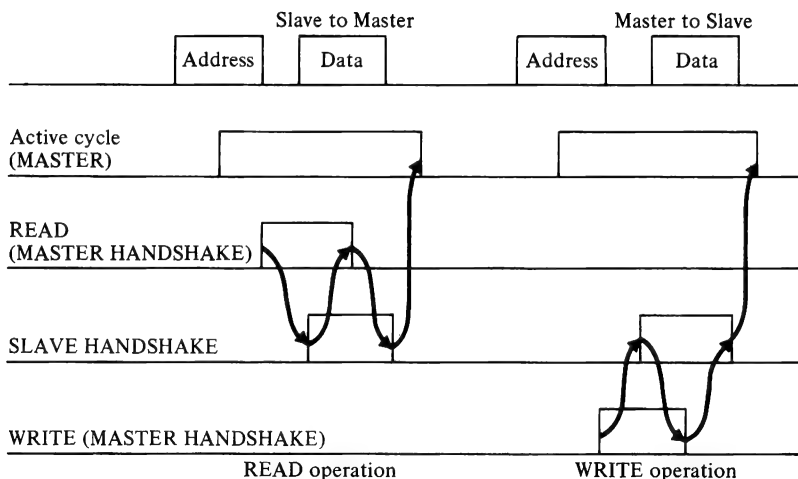 Slave to Master
Master to Slave
Address
Data
Address
Data
Active cycle
(MASTER)
READ
(MASTER HANDSHAKE)
SLAVE HANDSHAKE
WRITE (MASTER HANDSHAKE)
READ operation
WRITE operation